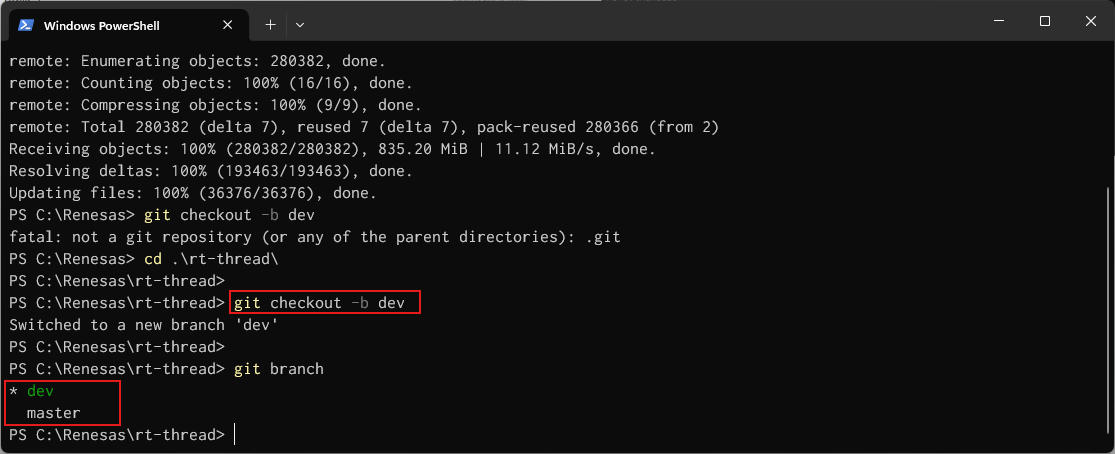 Windows PowerShell
remote: Enumerating objects: 280382, done.
remote: Counting objects: 100% (16/16), done.
remote: Compressing objects: 100% (9/9), done.
remote: Total 280382 (delta 7), reused 7 (delta 7), pack-reused 280366 (from 2)
Receiving objects: 100% (280382/280382), 835.20 MiB | 11.12 MiB/s, done.
Resolving deltas: 100% (193463/193463), done.
Updating files: 100% (36376/36376), done.
PS C:\Renesas> git checkout -b dev
fatal: not a git repository (or any of the parent directories): .git
PS C:\Renesas> cd .\rt-thread\
PS C:\Renesas\rt-thread>
PS C:\Renesas\rt-thread> git checkout -b dev
Switched to a new branch 'dev'
PS C:\Renesas\rt-thread>
PS C:\Renesas\rt-thread> git branch
* dev
  master
PS C:\Renesas\rt-thread>